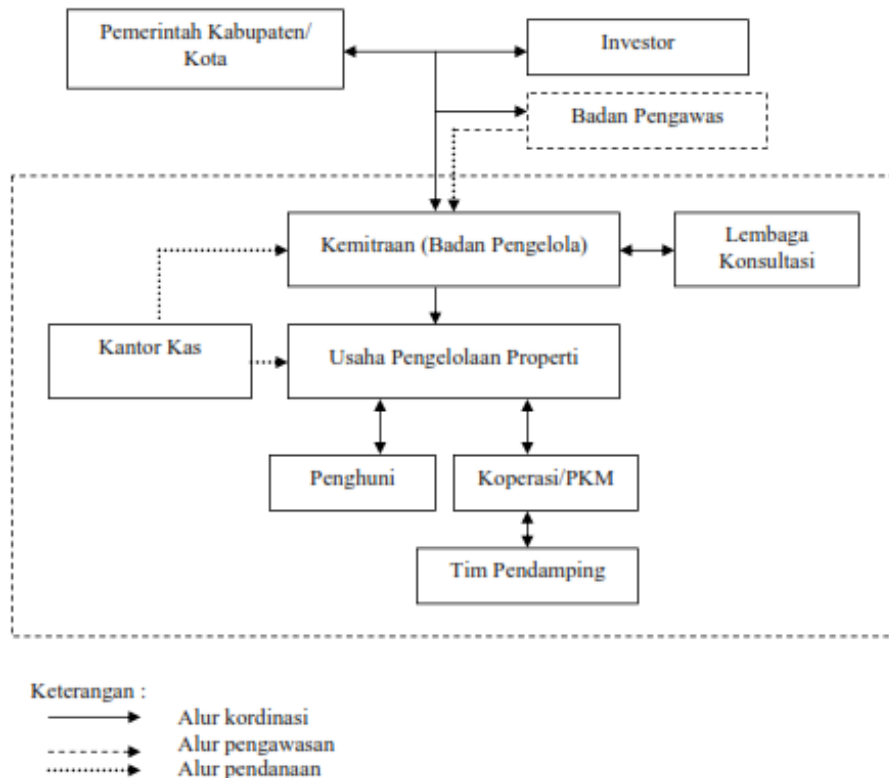 Pemerintah Kabupaten/
Kota
Investor
Badan Pengawas
Kemitraan (Badan Pengelola)
Lembaga
Konsultasi
Kantor Kas
Usaha Pengelolaan Properti
Penghuni
Koperasi/PKM
Tim Pendamping
Keterangan :
Alur kordinasi
Alur pengawasan
Alur pendanaan